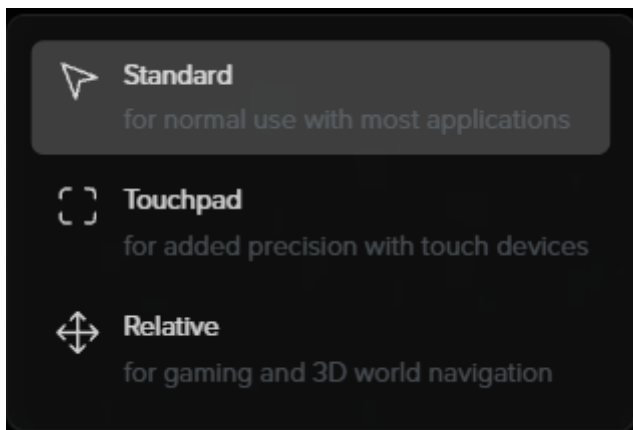 Standard
for normal use with most applications
Touchpad
for added precision with touch devices
Relative
for gaming and 3D world navigation